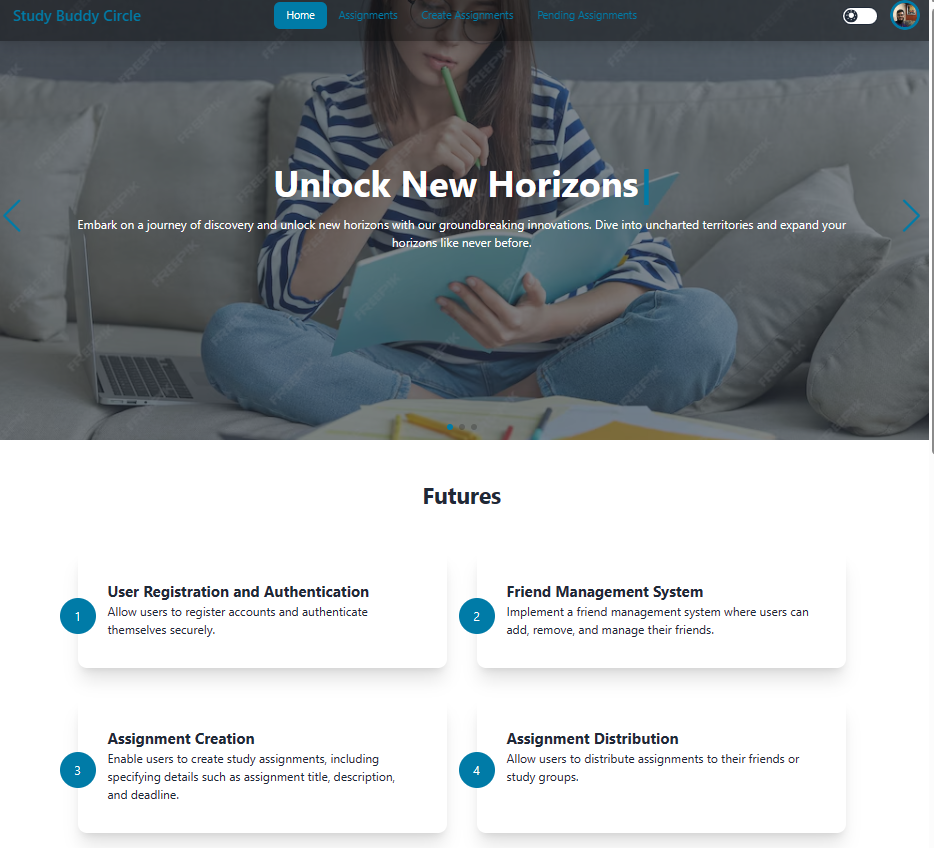 Study Buddy Circle
Home
Assignments
Create Assignments
Pending Assignments
Unlock New Horizons
Embark on a journey of discovery and unlock new horizons with our groundbreaking innovations. Dive into uncharted territories and expand your
horizons like never before.
Futures
1
User Registration and Authentication
Allow users to register accounts and authenticate
themselves securely.
2
Friend Management System
Implement a friend management system where users can
add, remove, and manage their friends.
3
Assignment Creation
Enable users to create study assignments, including
specifying details such as assignment title, description,
and deadline.
4
Assignment Distribution
Allow users to distribute assignments to their friends or
study groups.
FREEPIK